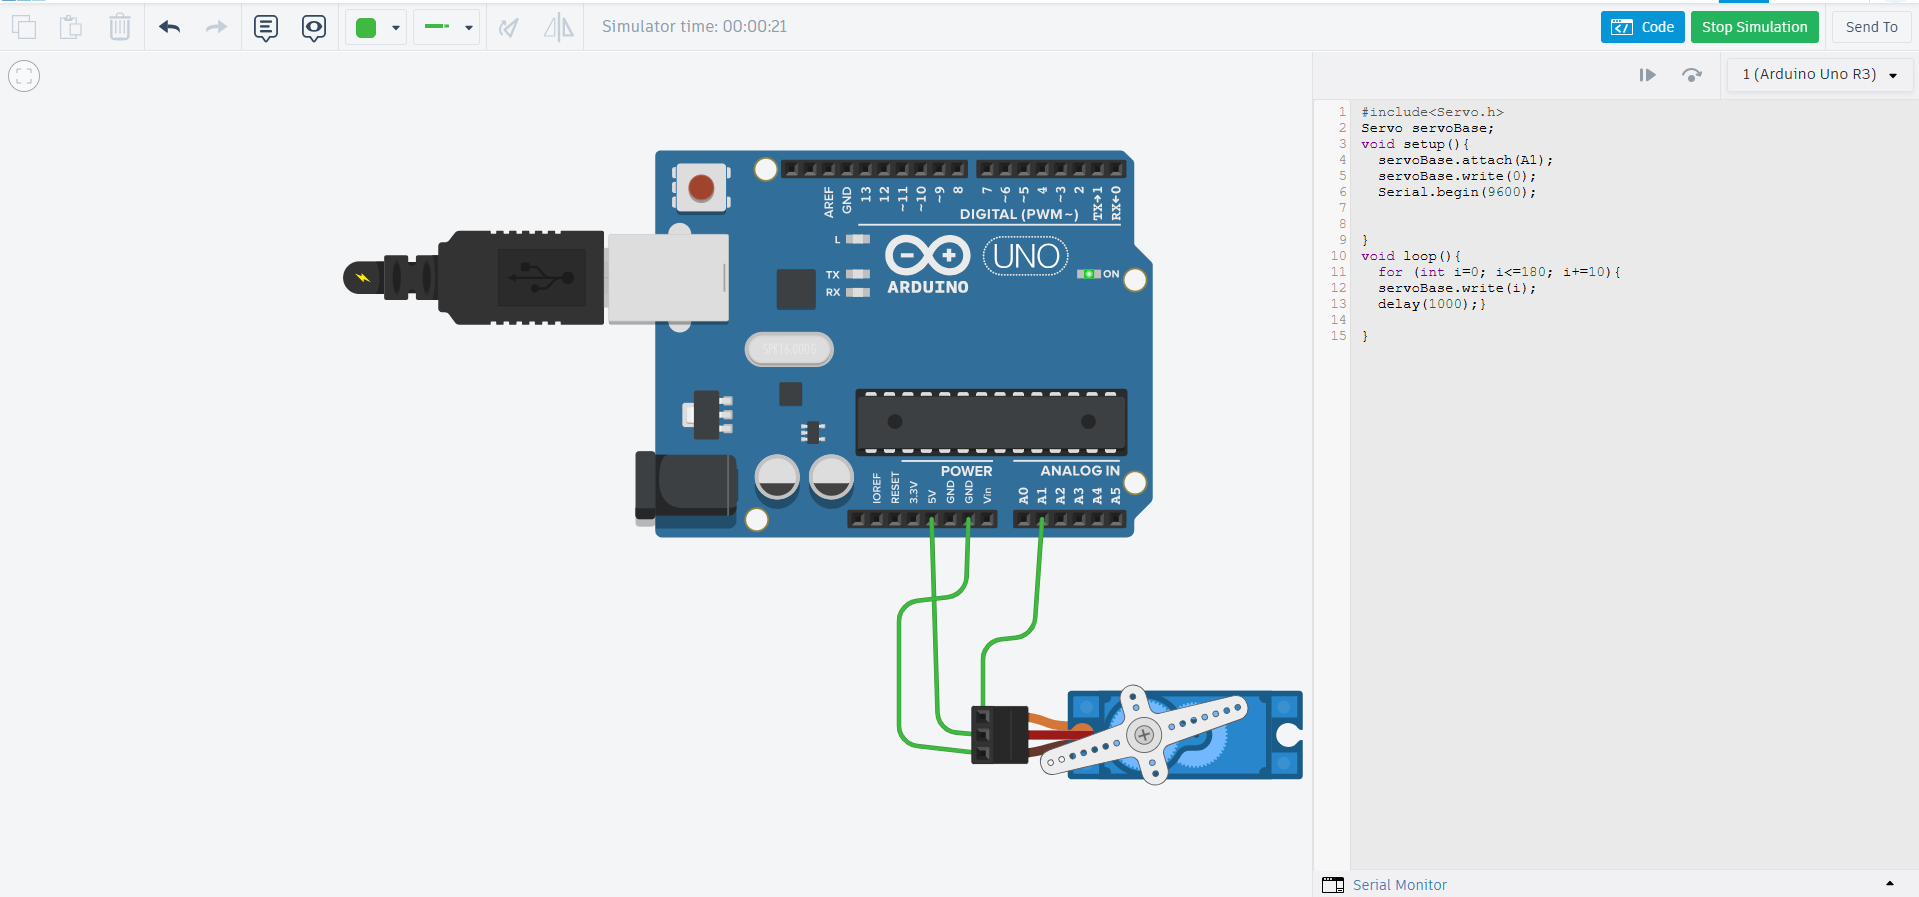 Simulator time: 00:00:21
Code
Stop Simulation
Send To
1 (Arduino Uno R3)
AREF
GND
13
12
~11
~10
~9
8
7
~6
~5
4
~3
2
TX→1
RX←0
DIGITAL (PWM~)
L
TX
RX
ARDUINO
UNO
ON
SPK16.000G
POWER
ANALOG IN
IOREF
RESET
3.3V
5V
GND
GND
Vin
A0
A1
A2
A3
A4
A5
1 #include<Servo.h>
2 Servo servoBase;
3 void setup(){
4 servoBase.attach(A1);
5 servoBase.write(0);
6 Serial.begin(9600);
7
8
9 }
10 void loop(){
11 for (int i=0; i<=180; i+=10){
12 servoBase.write(i);
13 delay(1000);}
14
15 }
Serial Monitor